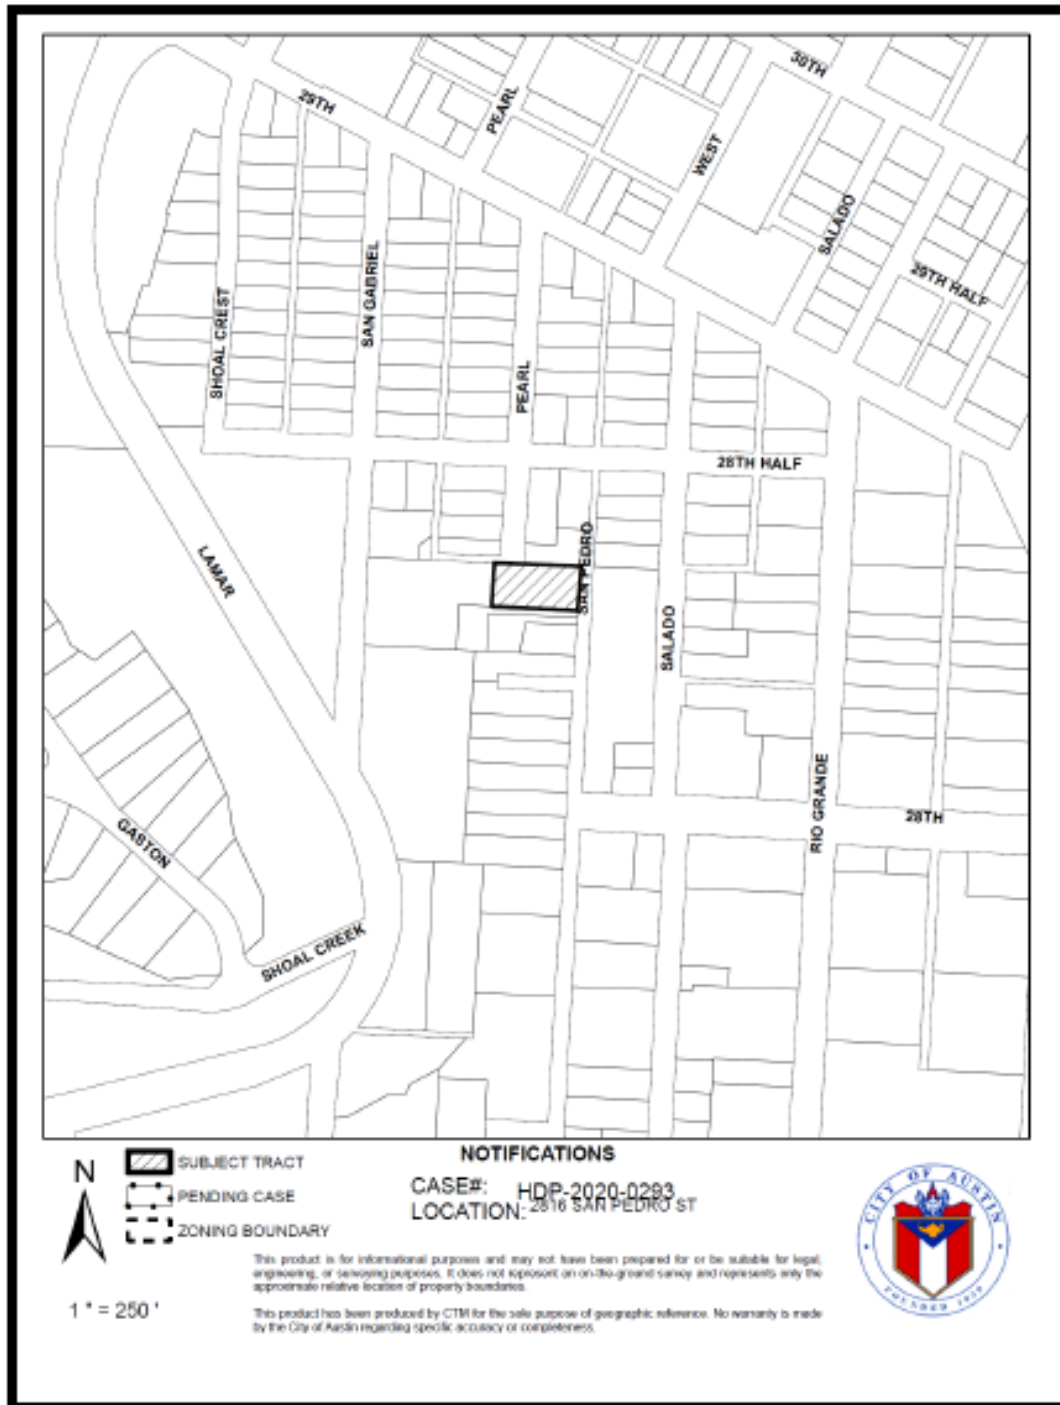 30TH
29TH
PEARL
WEST
SALADO
29TH HALF
SAN GABRIEL
SHOAL CREST
PEARL
28TH HALF
LAMAR
SAN PEDRO
SALADO
RIO GRANDE
28TH
GASTON
SHOAL CREEK
N
1 " = 250 '
SUBJECT TRACT
PENDING CASE
ZONING BOUNDARY
NOTIFICATIONS
CASE#: HDP-2020-0293
LOCATION: 2816 SAN PEDRO ST
This product is for informational purposes and may not have been prepared for or be suitable for legal,
engineering, or surveying purposes. It does not represent an on-the-ground survey and represents only the
approximate relative location of property boundaries.
This product has been produced by CTM for the sole purpose of geographic reference. No warranty is made
by the City of Austin regarding specific accuracy or completeness.
CITY OF AUSTIN
FOUNDED 1839